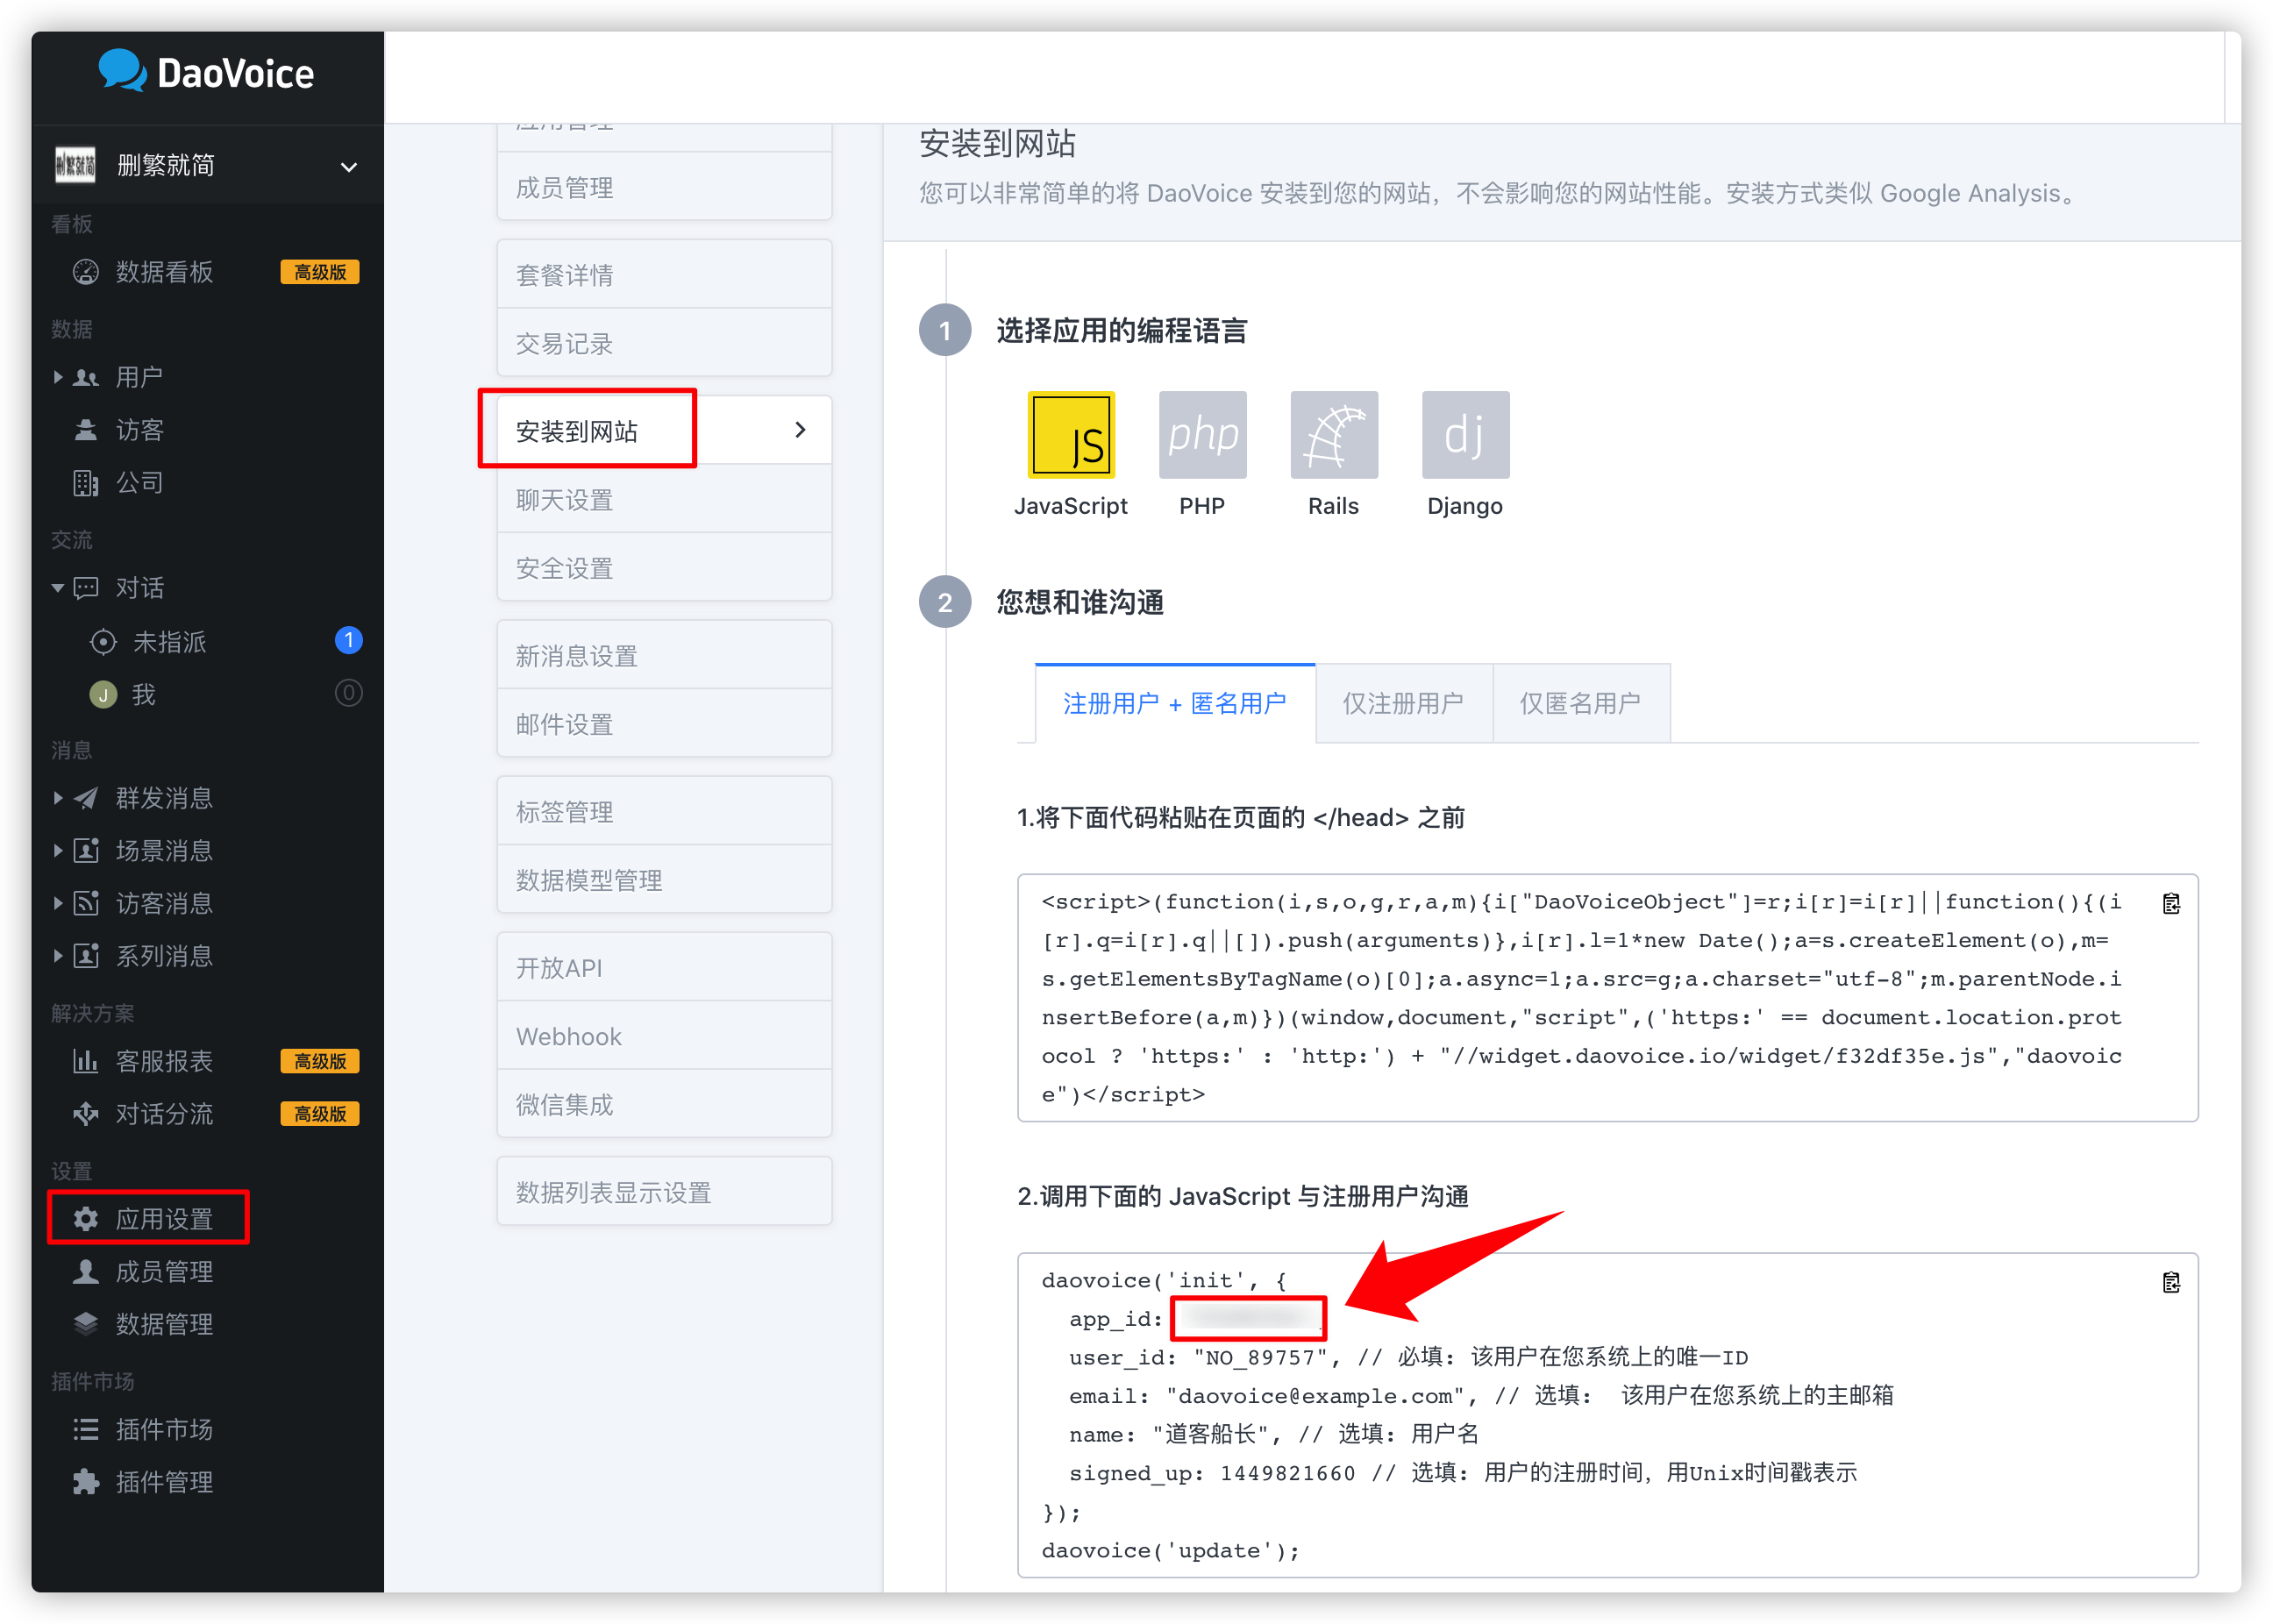 DaoVoice
删繁就简
删繁就简
看板
数据看板
高级版
数据
用户
访客
公司
交流
对话
未指派
1
J
我
0
消息
群发消息
场景消息
访客消息
系列消息
解决方案
客服报表
高级版
对话分流
高级版
设置
应用设置
成员管理
数据管理
插件市场
插件市场
插件管理
应用管理
成员管理
套餐详情
交易记录
安装到网站
聊天设置
安全设置
新消息设置
邮件设置
标签管理
数据模型管理
开放API
Webhook
微信集成
数据列表显示设置
安装到网站
您可以非常简单的将 DaoVoice 安装到您的网站，不会影响您的网站性能。安装方式类似 Google Analysis。
1
选择应用的编程语言
JS
php
dj
JavaScript
PHP
Rails
Django
2
您想和谁沟通
注册用户 + 匿名用户
仅注册用户
仅匿名用户
1.将下面代码粘贴在页面的 </head> 之前
<script>(function(i,s,o,g,r,a,m){i["DaoVoiceObject"]=r;i[r]=i[r]||function(){(i
[r].q=i[r].q||[]).push(arguments)},i[r].l=1*new Date();a=s.createElement(o),m=
s.getElementsByTagName(o)[0];a.async=1;a.src=g;a.charset="utf-8";m.parentNode.i
nsertBefore(a,m)})(window,document,"script",('https:' == document.location.prot
ocol ? 'https:' : 'http:') + "//widget.daovoice.io/widget/f32df35e.js","daovoic
e")</script>
2.调用下面的 JavaScript 与注册用户沟通
daovoice('init', {
app_id:
user_id: "NO_89757", // 必填: 该用户在您系统上的唯一ID
email: "daovoice@example.com", // 选填: 该用户在您系统上的主邮箱
name: "道客船长", // 选填: 用户名
signed_up: 1449821660 // 选填: 用户的注册时间，用Unix时间戳表示
});
daovoice('update');